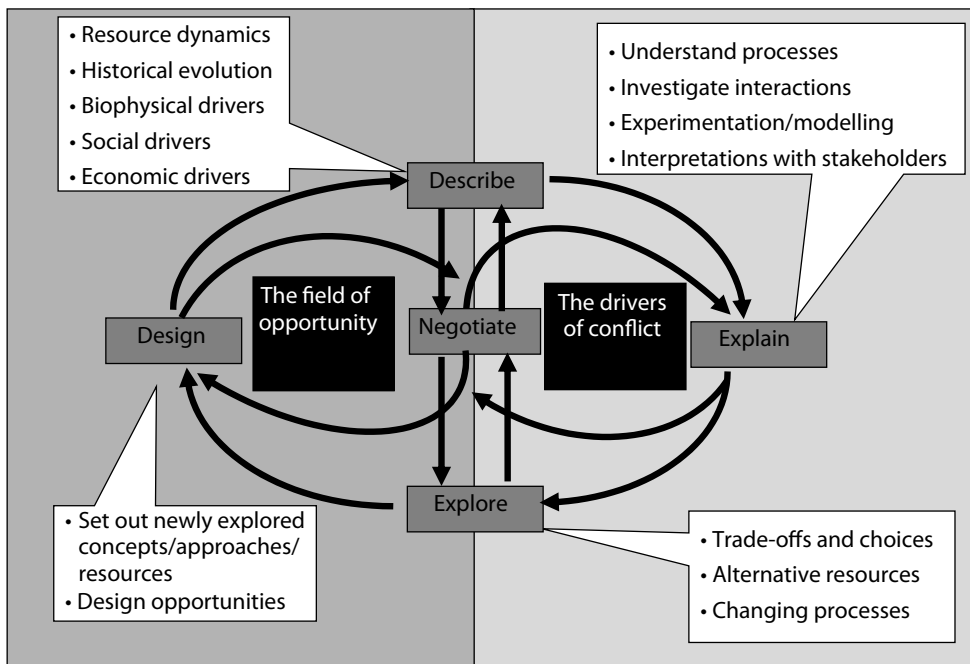 • Resource dynamics
• Historical evolution
• Biophysical drivers
• Social drivers
• Economic drivers
• Understand processes
• Investigate interactions
• Experimentation/modelling
• Interpretations with stakeholders
Describe
The field of
opportunity
Negotiate
The drivers
of conflict
Design
Explain
Explore
• Set out newly explored
concepts/approaches/
resources
• Design opportunities
• Trade-offs and choices
• Alternative resources
• Changing processes